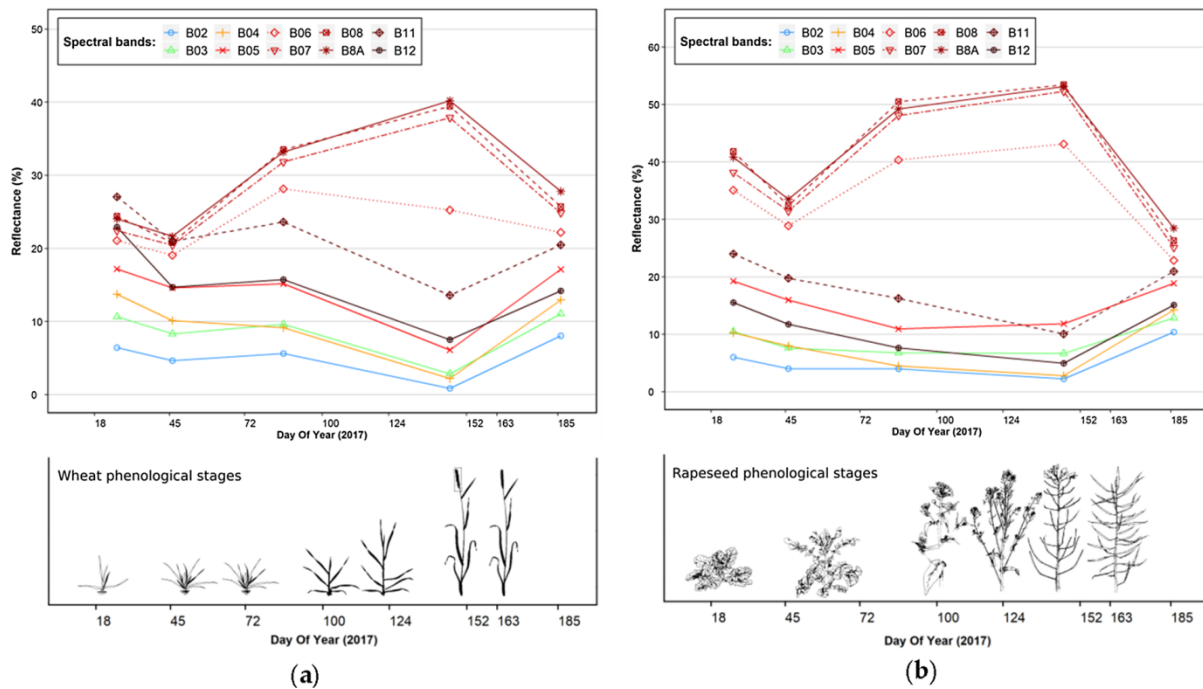 50
40
30
20
10
0
Reflectance (%)
Spectral bands:
B02 B04 B06 B08 B11
B03 B05 B07 B8A B12
18 45 72 100 124 152 163 185
Day Of Year (2017)
Wheat phenological stages
18 45 72 100 124 152 163 185
Day Of Year (2017)
(a)
60
50
40
30
20
10
0
Reflectance (%)
Spectral bands:
B02 B04 B06 B08 B11
B03 B05 B07 B8A B12
18 45 72 100 124 152 163 185
Day Of Year (2017)
Rapeseed phenological stages
18 45 72 100 124 152 163 185
Day Of Year (2017)
(b)